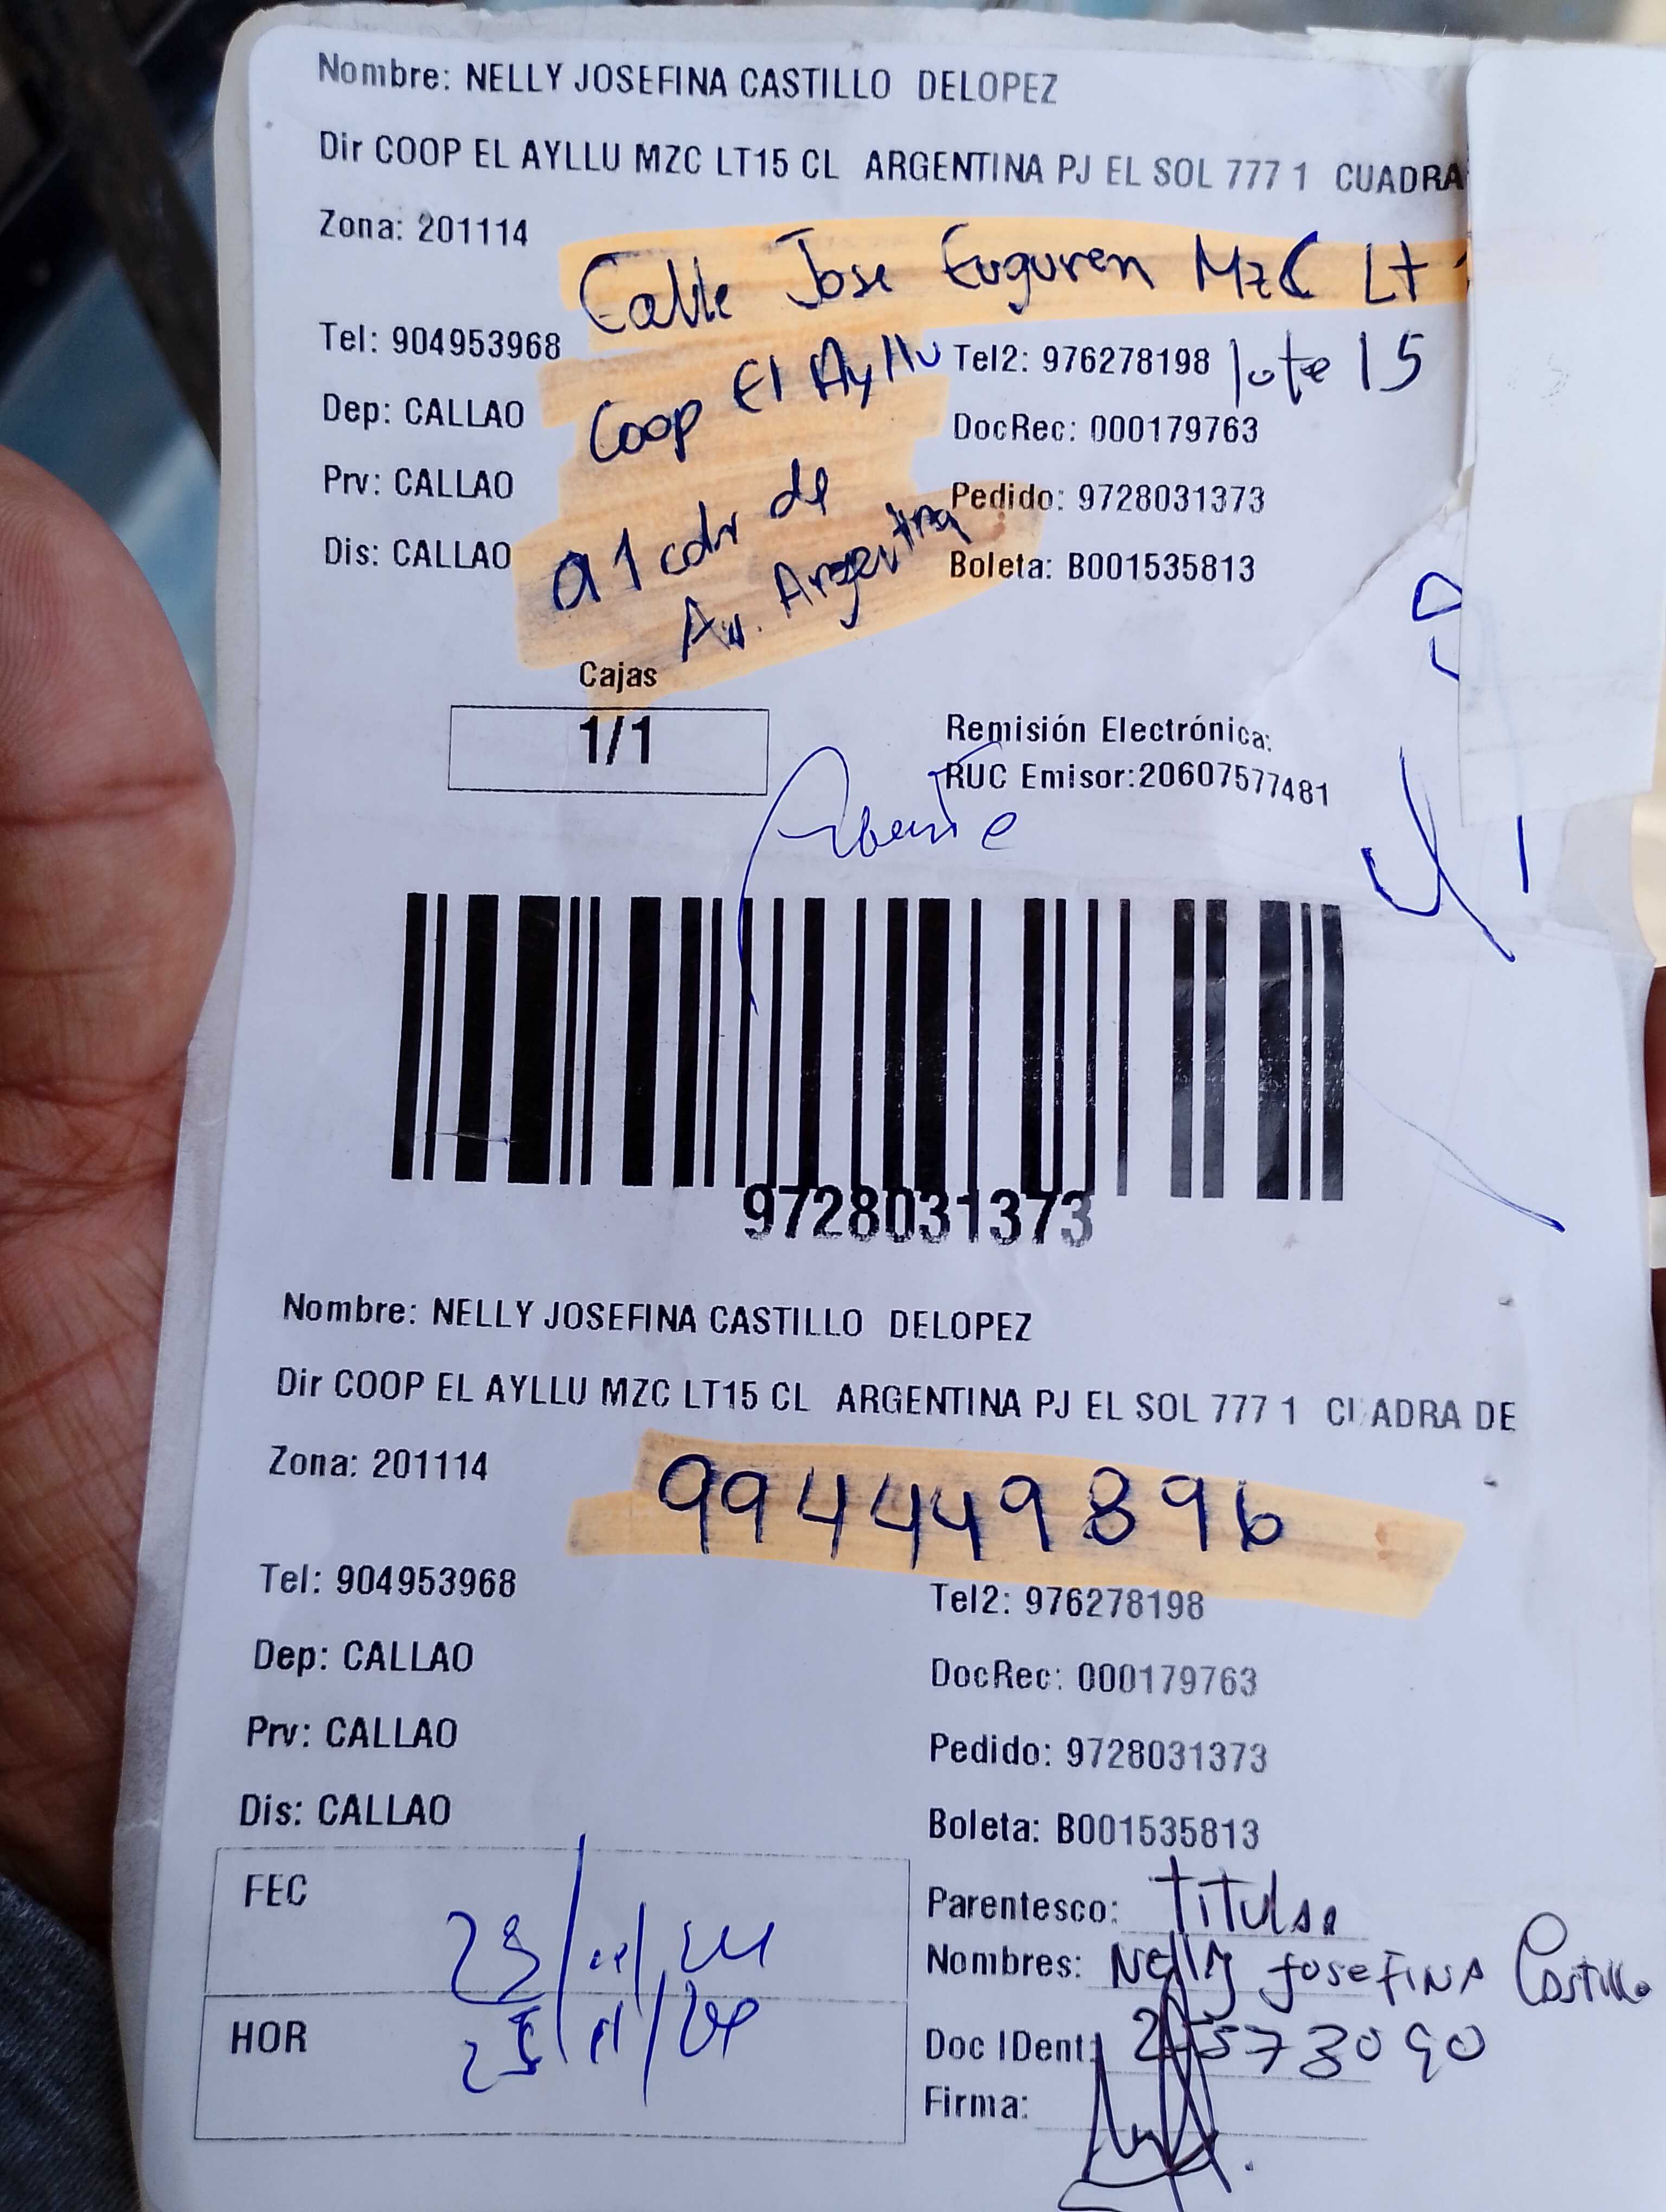 Nombre: NELLY JOSEFINA CASTILLO DELOPEZ
Dir COOP EL AYLLU MZC LT15 CL ARGENTINA PJ EL SOL 777 1 CUADRA
Zona: 201114
Calle Jose Euguren MzC Lt
Tel: 904953968
Coop El Ayllu
Tel2: 976278198
lote 15
Dep: CALLAO
DocRec: 000179763
Prv: CALLAO
a 1 cdr de
Pedido: 9728031373
Dis: CALLAO
Av. Argentina
Boleta: B001535813
Cajas
1/1
Remisión Electrónica:
RUC Emisor:20607577481
9728031373
Nombre: NELLY JOSEFINA CASTILLO DELOPEZ
Dir COOP EL AYLLU MZC LT15 CL ARGENTINA PJ EL SOL 777 1 CUADRA DE
Zona: 201114
994449896
Tel: 904953968
Tel2: 976278198
Dep: CALLAO
DocRec: 000179763
Prv: CALLAO
Pedido: 9728031373
Dis: CALLAO
Boleta: B001535813
FEC
Parentesco: TITULAR
Nombres: Nelly JOSEFINA Castillo
HOR
Doc IDent:
Firma: